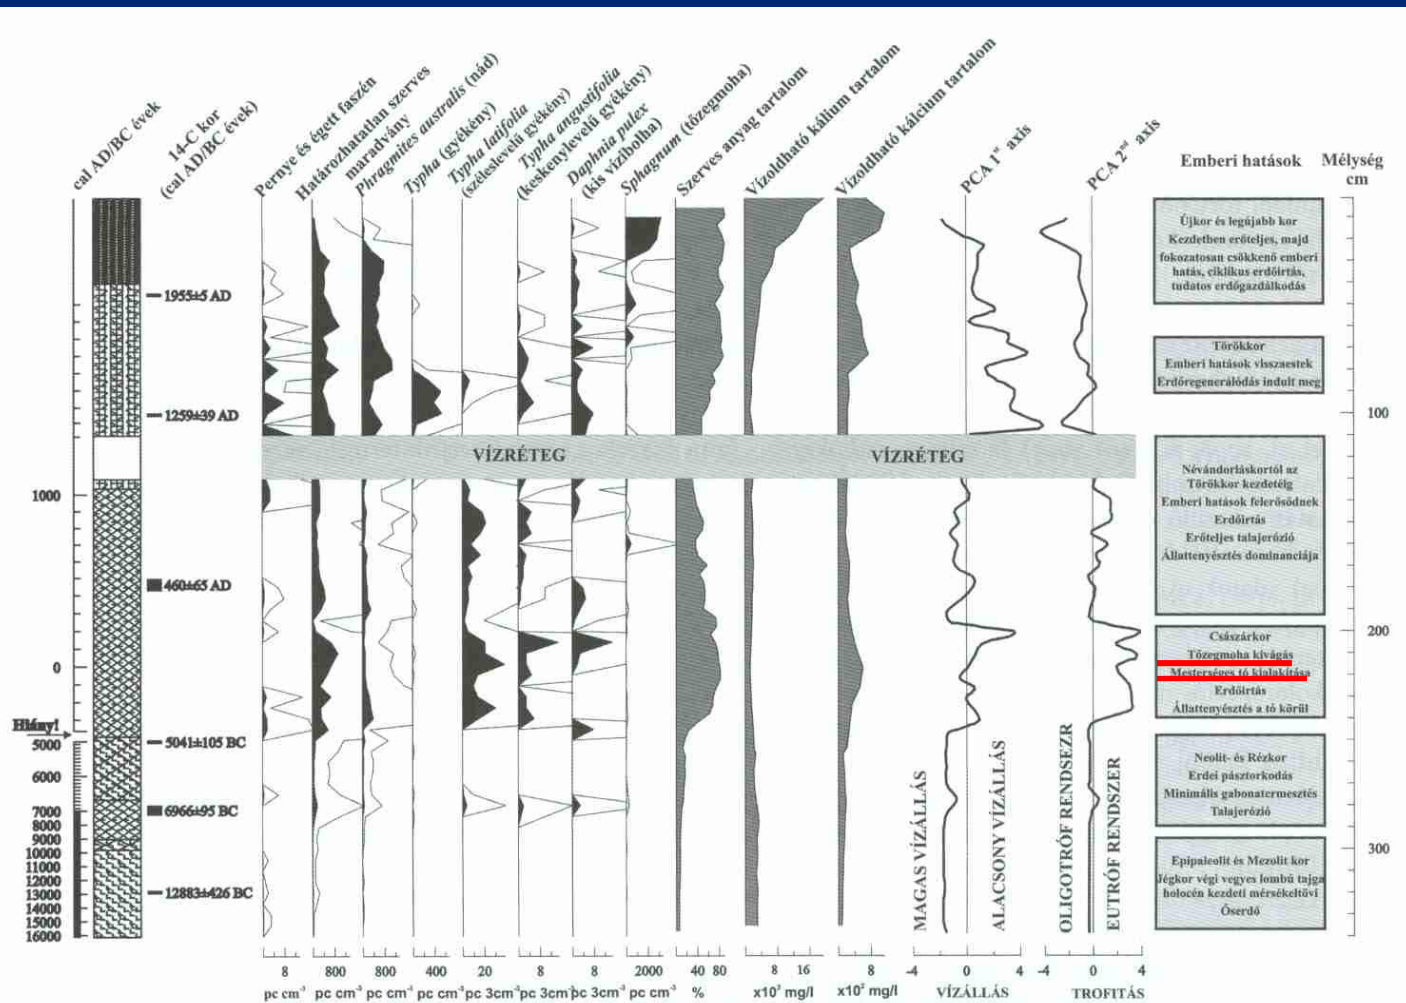 cal AD/BC évek
14-C kor
(cal AD/BC évek)
Pernye és égett faszén
Határozhatatlan szerves
maradvány
Phragmites australis (nád)
Typha (gyékény)
Typha latifolia
(széleslevelű gyékény)
Typha angustifolia
(keskenylevelű gyékény)
Daphnia pulex
(kis vízibolha)
Sphagnum (tőzegmoha)
Szerves anyag tartalom
Vízoldható kálium tartalom
Vízoldható kálcium tartalom
PCA 1st axis
PCA 2nd axis
Emberi hatások
Mélység
cm
Újkor és legújabb kor
Kezdetben erőteljes, majd
fokozatosan csökkenő emberi
hatás, ciklikus erdőirtás,
tudatos erdőgazdálkodás
1955±5 AD
Törökkor
Emberi hatások visszaestek
Erdőregenerálódás indult meg
1259±39 AD
100
VÍZRÉTEG
VÍZRÉTEG
Névándorláskortól az
Törökkor kezdetéig
Emberi hatások felerősödnek
Erdőirtás
Erőteljes talajerózió
Állattenyésztés dominanciája
1000
460±65 AD
200
Császárkor
Tőzegmoha kivágás
Mesterséges tó kialakítása
Erdőirtás
Állattenyésztés a tó körül
0
Hiány!
5000
5041±105 BC
6000
7000
6966±95 BC
8000
9000
10000
11000
12000
12883±426 BC
13000
14000
15000
16000
MAGAS VÍZÁLLÁS
ALACSONY VÍZÁLLÁS
OLIGOTRÓF RENDSEZR
EUTRÓF RENDSZER
Neolit- és Rézkor
Erdei pásztorkodás
Minimális gabonatermesztés
Talajerózió
300
Epipaleolit és Mezolit kor
Jégkor végi vegyes lombú tajga
holocén kezdeti mérsékeltövi
Őserdő
8 800 800 400 20 8 8 2000 40 80 8 16 8 -4 0 4 -4 0 4
pc cm-3 pc cm-3 pc cm-3 pc cm-3 pc 3cm-3 pc 3cm-3 pc 3cm-3 pc cm-3 % x10³ mg/l x10² mg/l VÍZÁLLÁS TROFITÁS